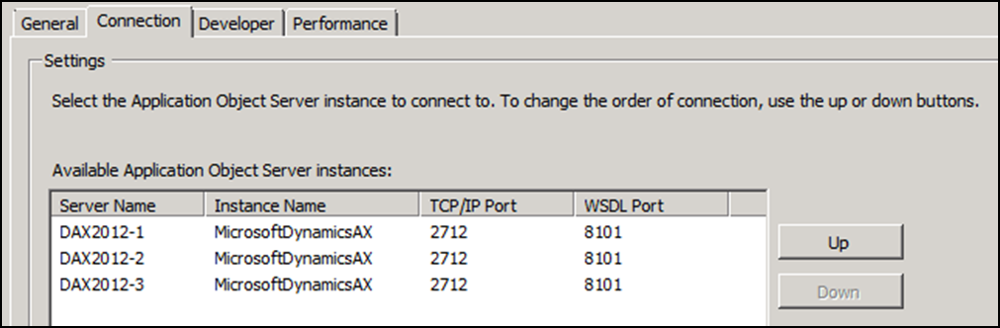 General Connection Developer Performance
Settings
Select the Application Object Server instance to connect to. To change the order of connection, use the up or down buttons.
Available Application Object Server instances:
Server Name Instance Name TCP/IP Port WSDL Port
DAX2012-1 MicrosoftDynamicsAX 2712 8101
DAX2012-2 MicrosoftDynamicsAX 2712 8101
DAX2012-3 MicrosoftDynamicsAX 2712 8101
Up
Down